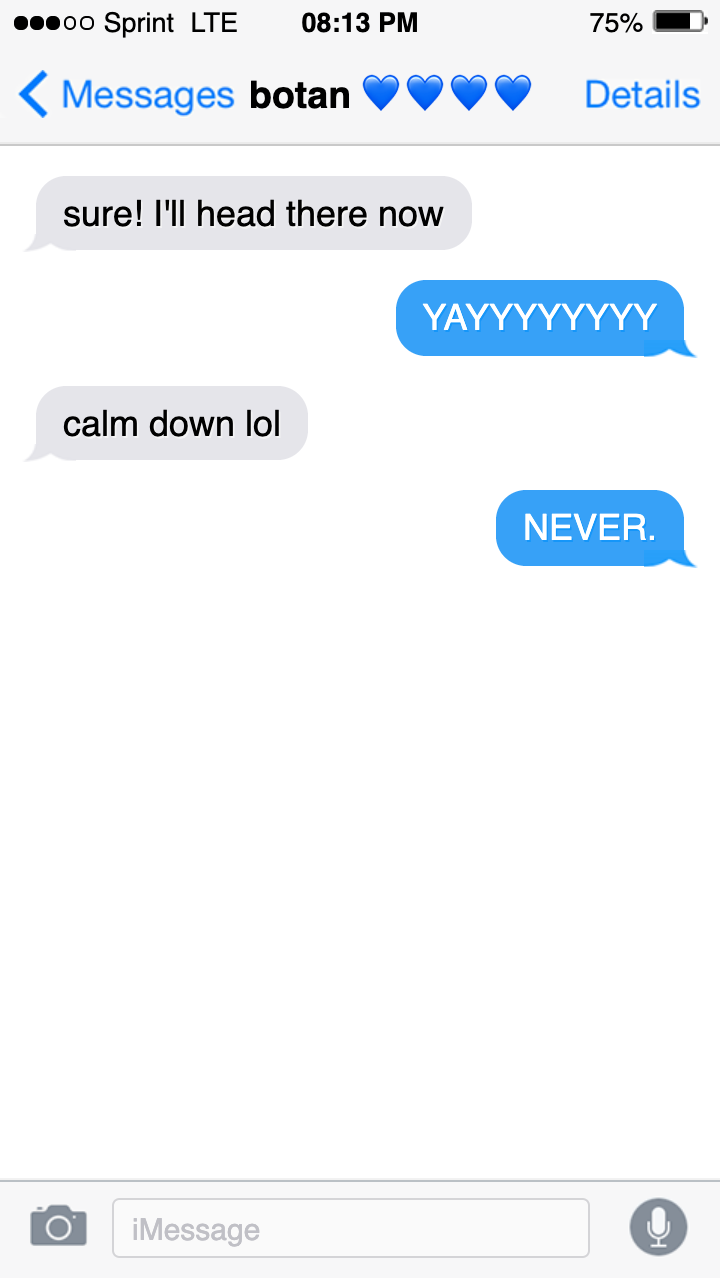 Sprint LTE 08:13 PM 75%
Messages botan 💙💙💙💙 Details
sure! I'll head there now
YAYYYYYYYY
calm down lol
NEVER.
iMessage